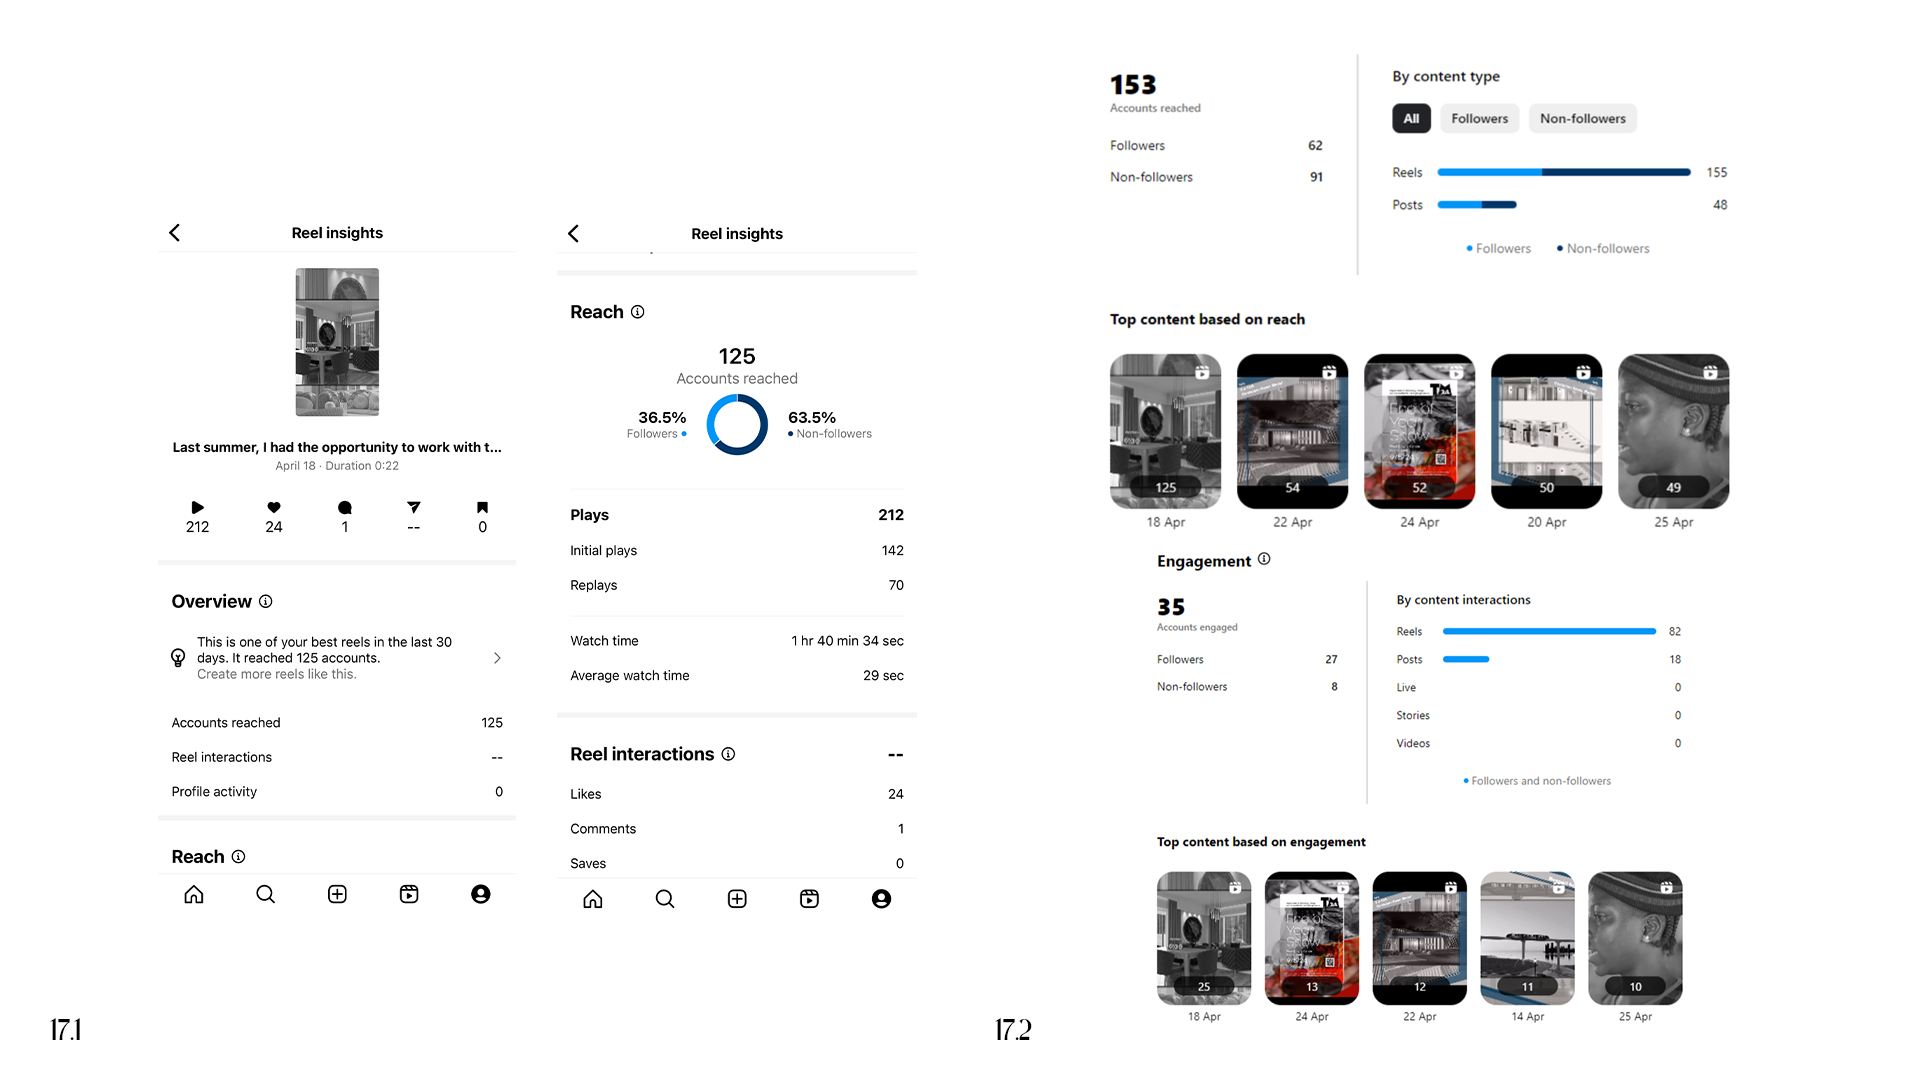 Reel insights
Last summer, I had the opportunity to work with t...
April 18 · Duration 0:22
212 24 1 -- 0
Overview
This is one of your best reels in the last 30
days. It reached 125 accounts.
Create more reels like this.
Accounts reached 125
Reel interactions --
Profile activity 0
Reach
Reel insights
Reach
125
Accounts reached
36.5% 63.5%
Followers Non-followers
Plays 212
Initial plays 142
Replays 70
Watch time 1 hr 40 min 34 sec
Average watch time 29 sec
Reel interactions --
Likes 24
Comments 1
Saves 0
17.1
153
Accounts reached
Followers 62
Non-followers 91
By content type
All Followers Non-followers
Reels 155
Posts 48
Followers Non-followers
Top content based on reach
TM
125 54 52 50 49
18 Apr 22 Apr 24 Apr 20 Apr 25 Apr
Engagement
35
Accounts engaged
Followers 27
Non-followers 8
By content interactions
Reels 82
Posts 18
Live 0
Stories 0
Videos 0
Followers and non-followers
Top content based on engagement
TM
25 13 12 11 10
18 Apr 24 Apr 22 Apr 14 Apr 25 Apr
17.2